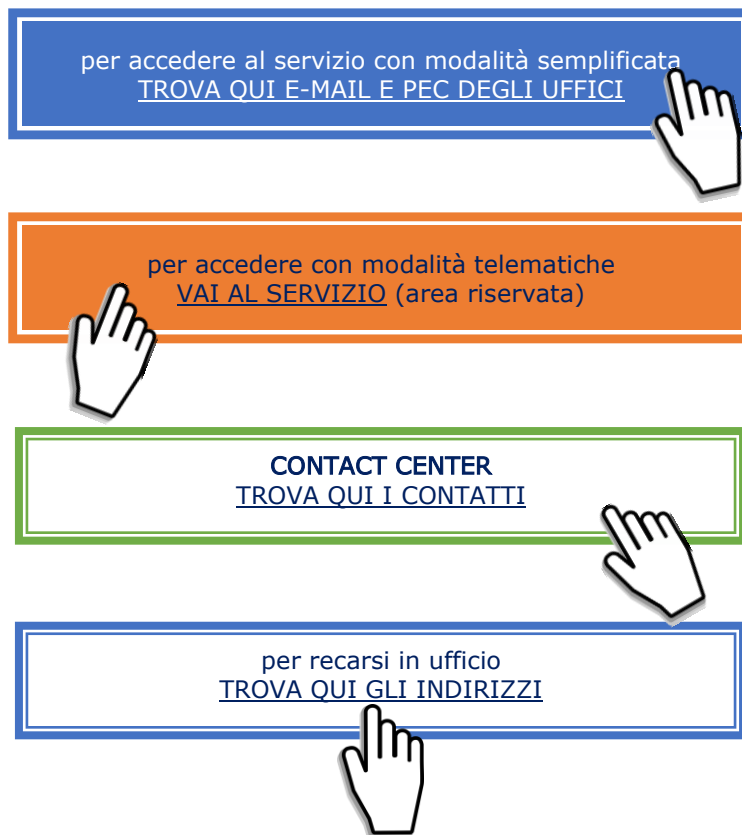 per accedere al servizio con modalità semplificata
TROVA QUI E-MAIL E PEC DEGLI UFFICI
per accedere con modalità telematiche
VAI AL SERVIZIO (area riservata)
CONTACT CENTER
TROVA QUI I CONTATTI
per recarsi in ufficio
TROVA QUI GLI INDIRIZZI